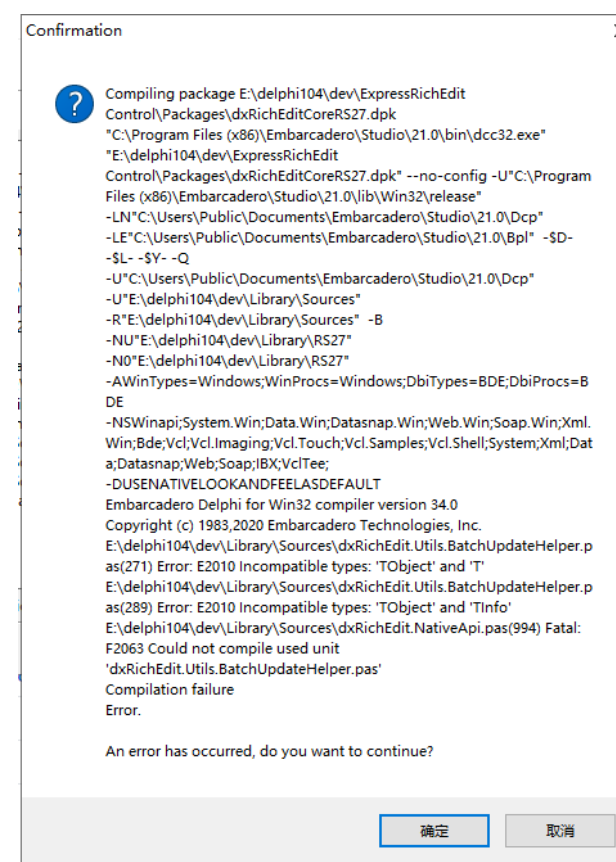 Confirmation
Compiling package E:\delphi104\dev\ExpressRichEdit
Control\Packages\dxRichEditCoreRS27.dpk
"C:\Program Files (x86)\Embarcadero\Studio\21.0\bin\dcc32.exe"
"E:\delphi104\dev\ExpressRichEdit
Control\Packages\dxRichEditCoreRS27.dpk" --no-config -U"C:\Program
Files (x86)\Embarcadero\Studio\21.0\lib\Win32\release"
-LN"C:\Users\Public\Documents\Embarcadero\Studio\21.0\Dcp"
-LE"C:\Users\Public\Documents\Embarcadero\Studio\21.0\Bpl" -$D-
-$L- -$Y- -Q
-U"C:\Users\Public\Documents\Embarcadero\Studio\21.0\Dcp"
-U"E:\delphi104\dev\Library\Sources"
-R"E:\delphi104\dev\Library\Sources" -B
-NU"E:\delphi104\dev\Library\RS27"
-N0"E:\delphi104\dev\Library\RS27"
-AWinTypes=Windows;WinProcs=Windows;DbiTypes=BDE;DbiProcs=B
DE
-NSWinapi;System.Win;Data.Win;Datasnap.Win;Web.Win;Soap.Win;Xml.
Win;Bde;Vcl;Vcl.Imaging;Vcl.Touch;Vcl.Samples;Vcl.Shell;System;Xml;Dat
a;Datasnap;Web;Soap;IBX;VclTee;
-DUSENATIVELOOKANDFEELASDEFAULT
Embarcadero Delphi for Win32 compiler version 34.0
Copyright (c) 1983,2020 Embarcadero Technologies, Inc.
E:\delphi104\dev\Library\Sources\dxRichEdit.Utils.BatchUpdateHelper.p
as(271) Error: E2010 Incompatible types: 'TObject' and 'T'
E:\delphi104\dev\Library\Sources\dxRichEdit.Utils.BatchUpdateHelper.p
as(289) Error: E2010 Incompatible types: 'TObject' and 'TInfo'
E:\delphi104\dev\Library\Sources\dxRichEdit.NativeApi.pas(994) Fatal:
F2063 Could not compile used unit
'dxRichEdit.Utils.BatchUpdateHelper.pas'
Compilation failure
Error.
An error has occurred, do you want to continue?
确定 取消